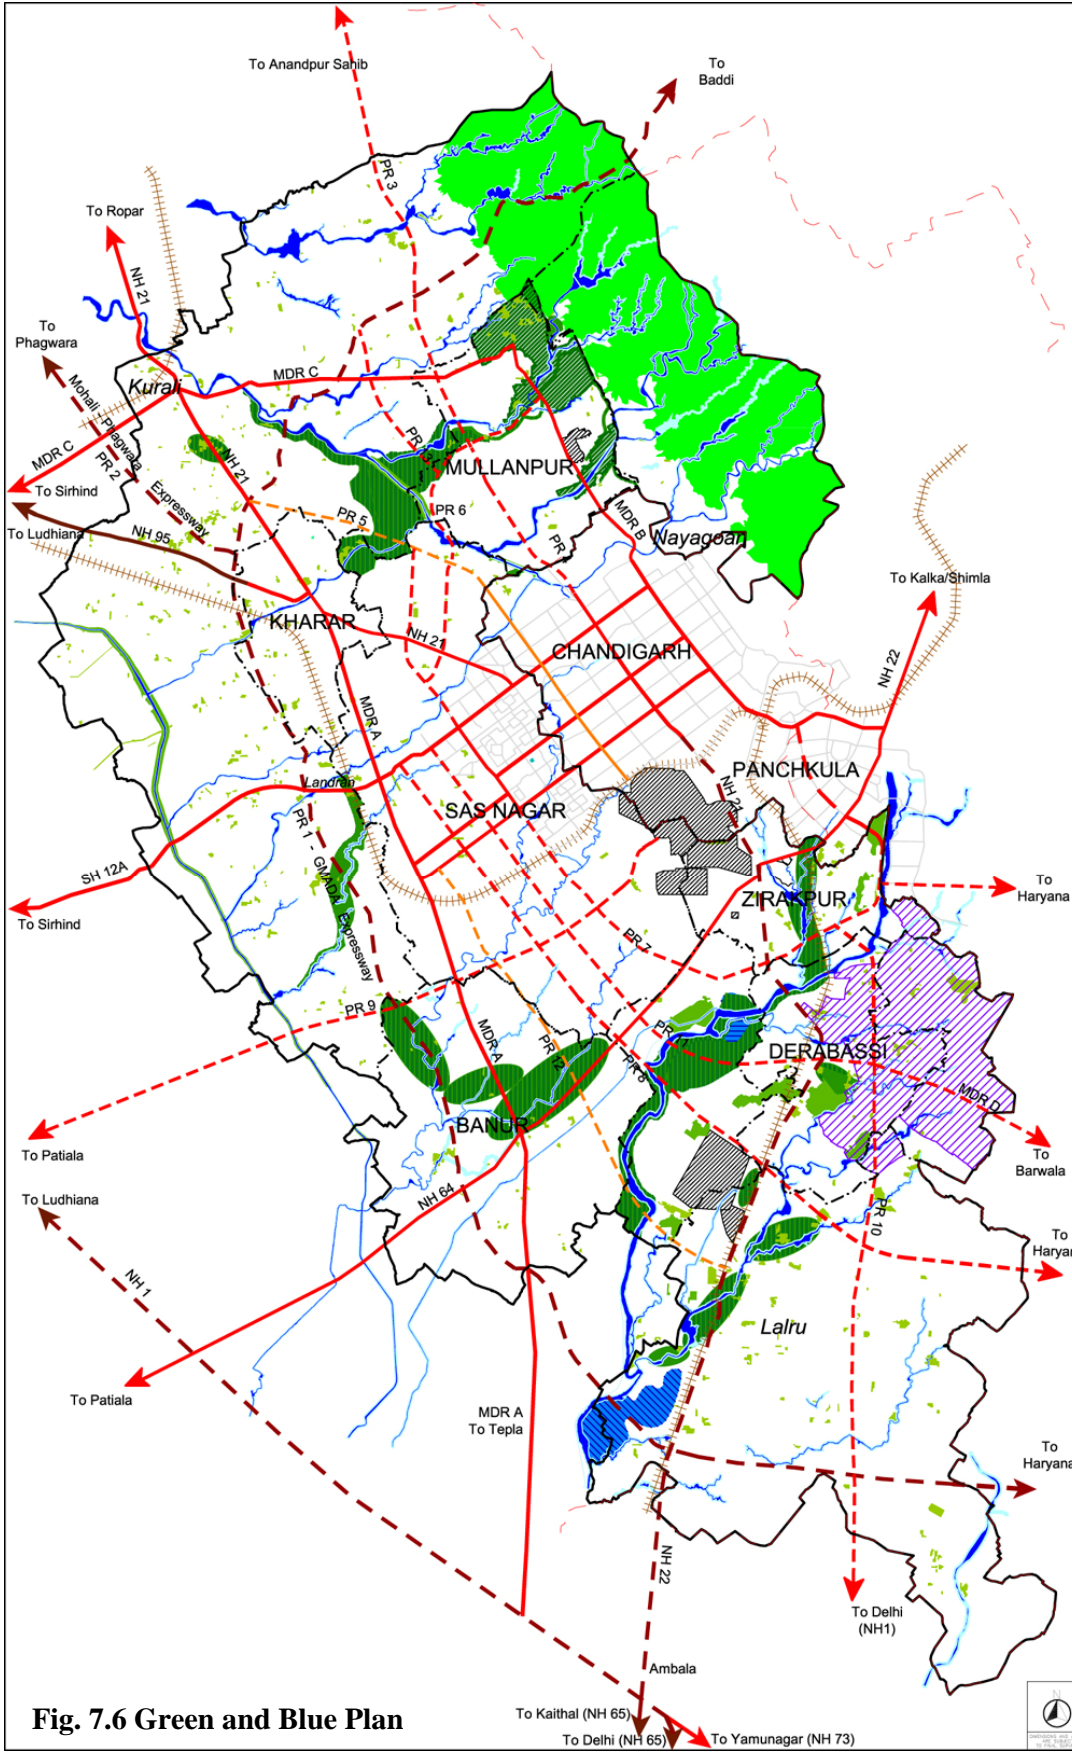 To Anandpur Sahib
To
Baddi
PR 3
To Ropar
NH 21
To
Phagwara
Kurali
MDR C
Mohali
Phagwara
PR 2
Expressway
MDR C
To Sirhind
NH 21
To Ludhiana
NH 95
PR 5
PR 6
MULLANPUR
MDR B
PR
Nayagoan
To Kalka/Shimla
KHARAR
NH 21
CHANDIGARH
NH 22
MDR A
Landran
SAS NAGAR
PANCHKULA
NH 21
SH 12A
To Sirhind
PR 1 - GMADA Expressway
ZIRAKPUR
To
Haryana
PR 7
PR 9
MDR A
PR 12
PR 8
DERABASSI
MDR D
BANUR
To Patiala
To
Barwala
To Ludhiana
NH 64
PR 10
To
NH 1
Lalru
To Patiala
MDR A
To Tepla
To
Haryana
NH 22
To Delhi
(NH1)
Ambala
To Kaithal (NH 65)
To Delhi (NH 65)
To Yamunagar (NH 73)
Fig. 7.6 Green and Blue Plan
N